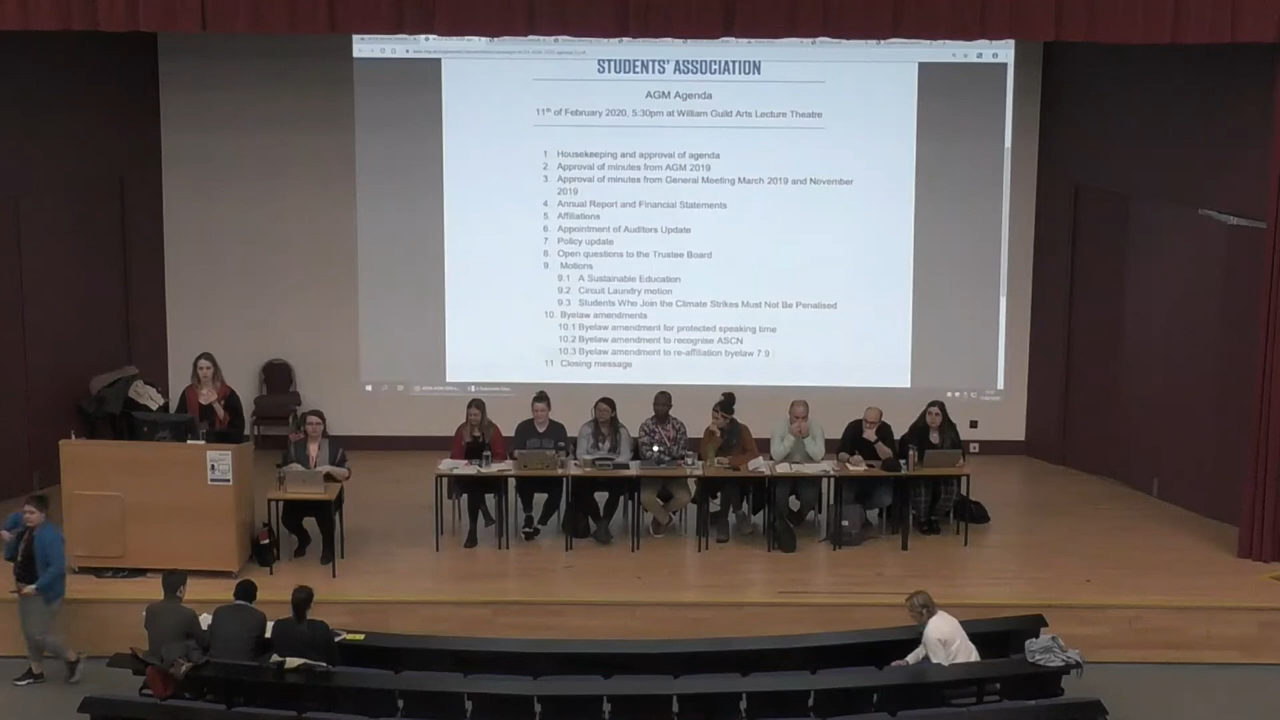 STUDENTS' ASSOCIATION
AGM Agenda
11th of February 2020, 5:30pm at William Guild Arts Lecture Theatre
1. Housekeeping and approval of agenda
2. Approval of minutes from AGM 2019
3. Approval of minutes from General Meeting March 2019 and November
2019
4. Annual Report and Financial Statements
5. Affiliations
6. Appointment of Auditors Update
7. Policy update
8. Open questions to the Trustee Board
9. Motions
9.1 A Sustainable Education
9.2. Circuit Laundry motion
9.3 Students Who Join the Climate Strikes Must Not Be Penalised
10. Byelaw amendments
10.1 Byelaw amendment for protected speaking time
10.2 Byelaw amendment to recognise ASCN
10.3 Byelaw amendment to re-affiliation byelaw 7.9
11. Closing message